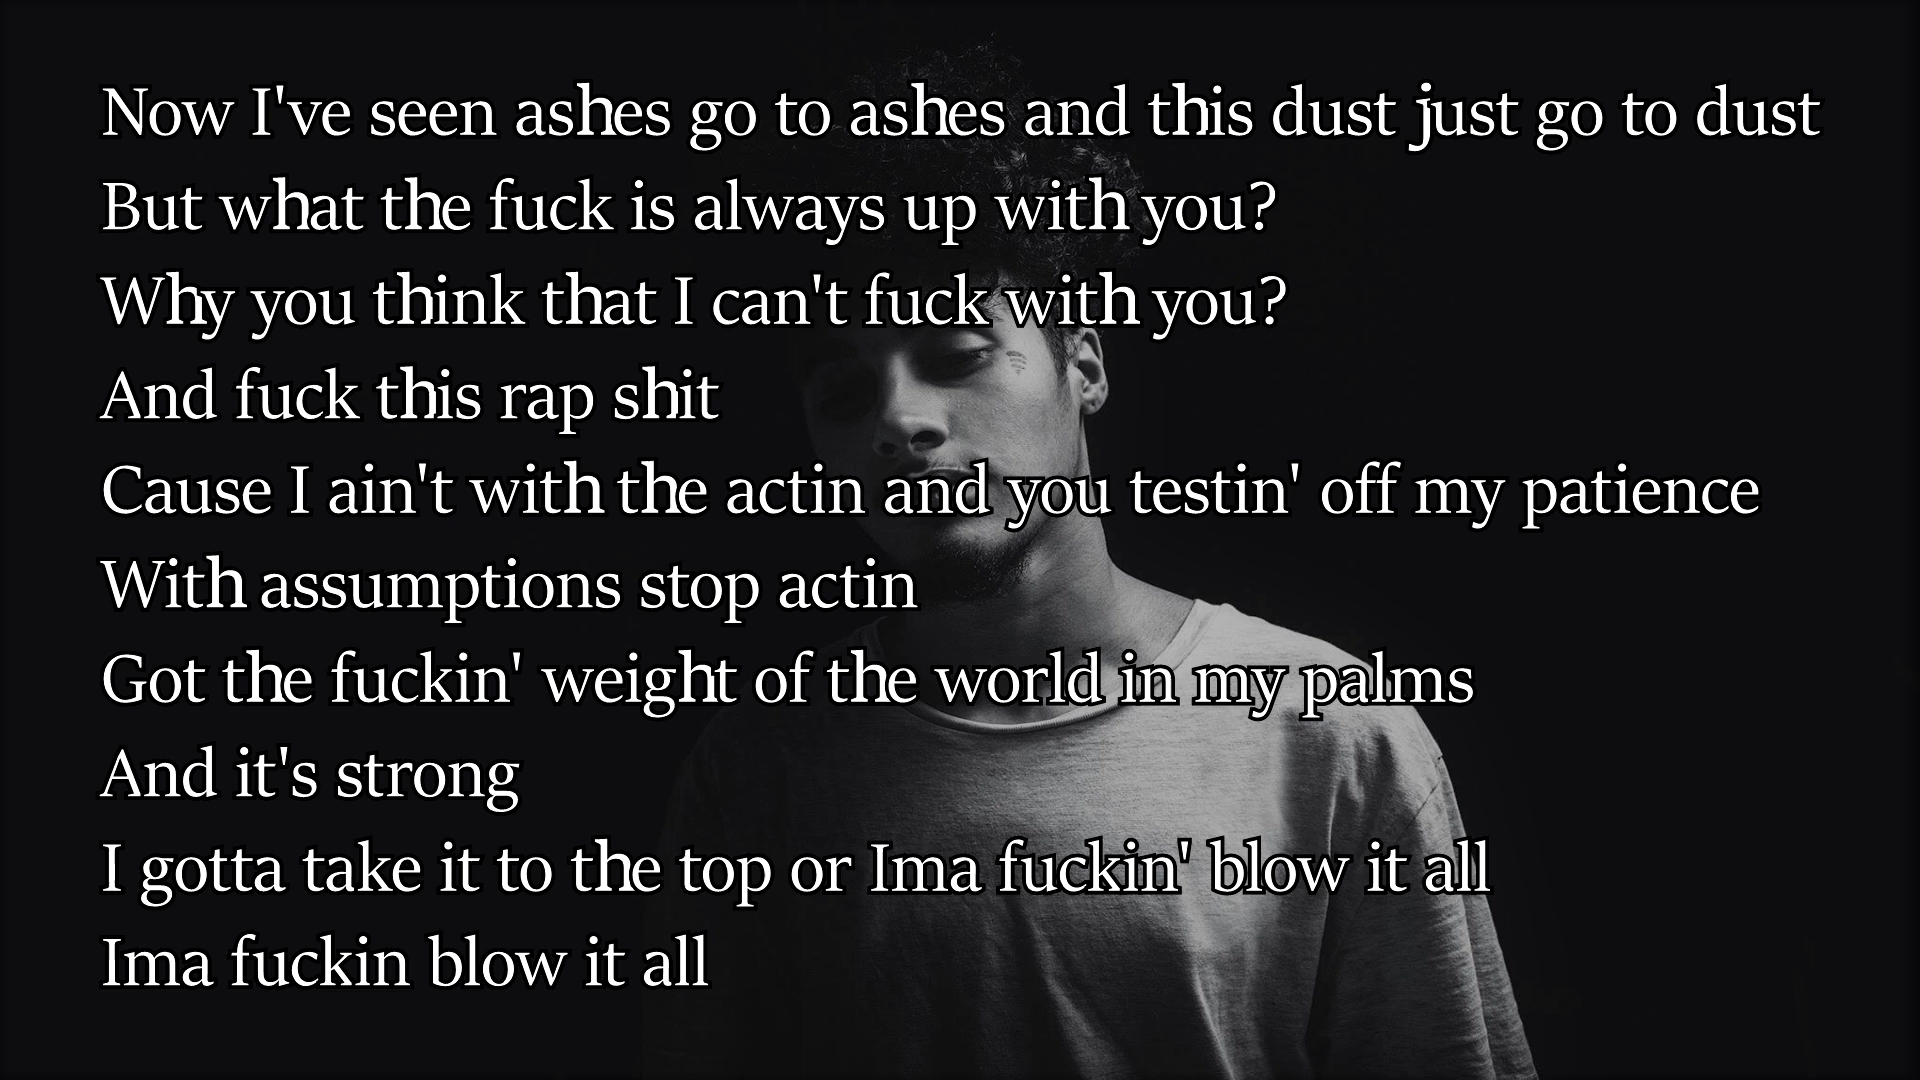 Now I've seen ashes go to ashes and this dust just go to dust
But what the fuck is always up with you?
Why you think that I can't fuck with you?
And fuck this rap shit
Cause I ain't with the actin and you testin' off my patience
With assumptions stop actin
Got the fuckin' weight of the world in my palms
And it's strong
I gotta take it to the top or Ima fuckin' blow it all
Ima fuckin blow it all